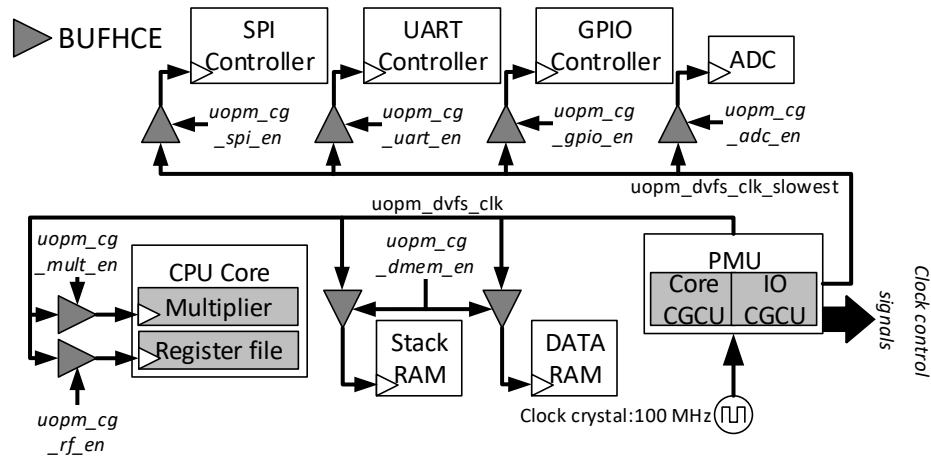 BUFHCE
SPI
Controller
UART
Controller
GPIO
Controller
ADC
uopm_cg
_spi_en
uopm_cg
_uart_en
uopm_cg
_gpio_en
uopm_cg
_adc_en
uopm_dvfs_clk_slowest
uopm_dvfs_clk
uopm_cg
_mult_en
CPU Core
Multiplier
Register file
uopm_cg
_rf_en
uopm_cg
_dmem_en
Stack
RAM
DATA
RAM
PMU
Core
CGCU
IO
CGCU
Clock control
signals
Clock crystal:100 MHz